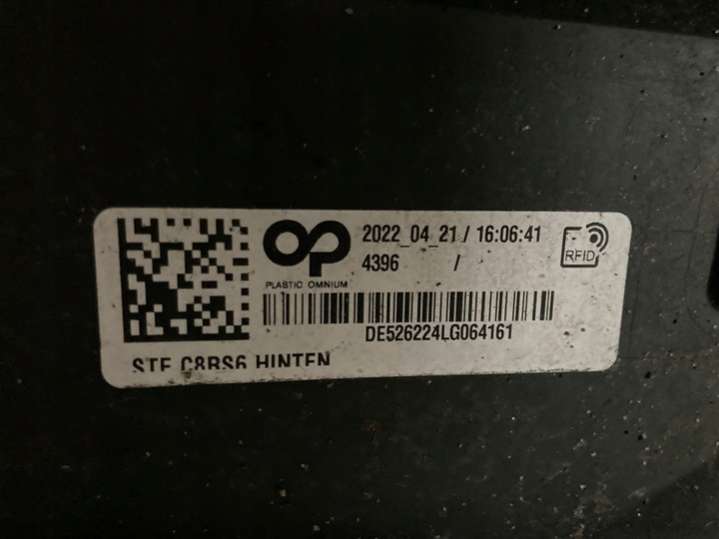 2022_04_21 / 16:06:41
4396 /
RFID
OP
PLASTIC OMNIUM
DE526224LG064161
STF C8RS6 HINTEN